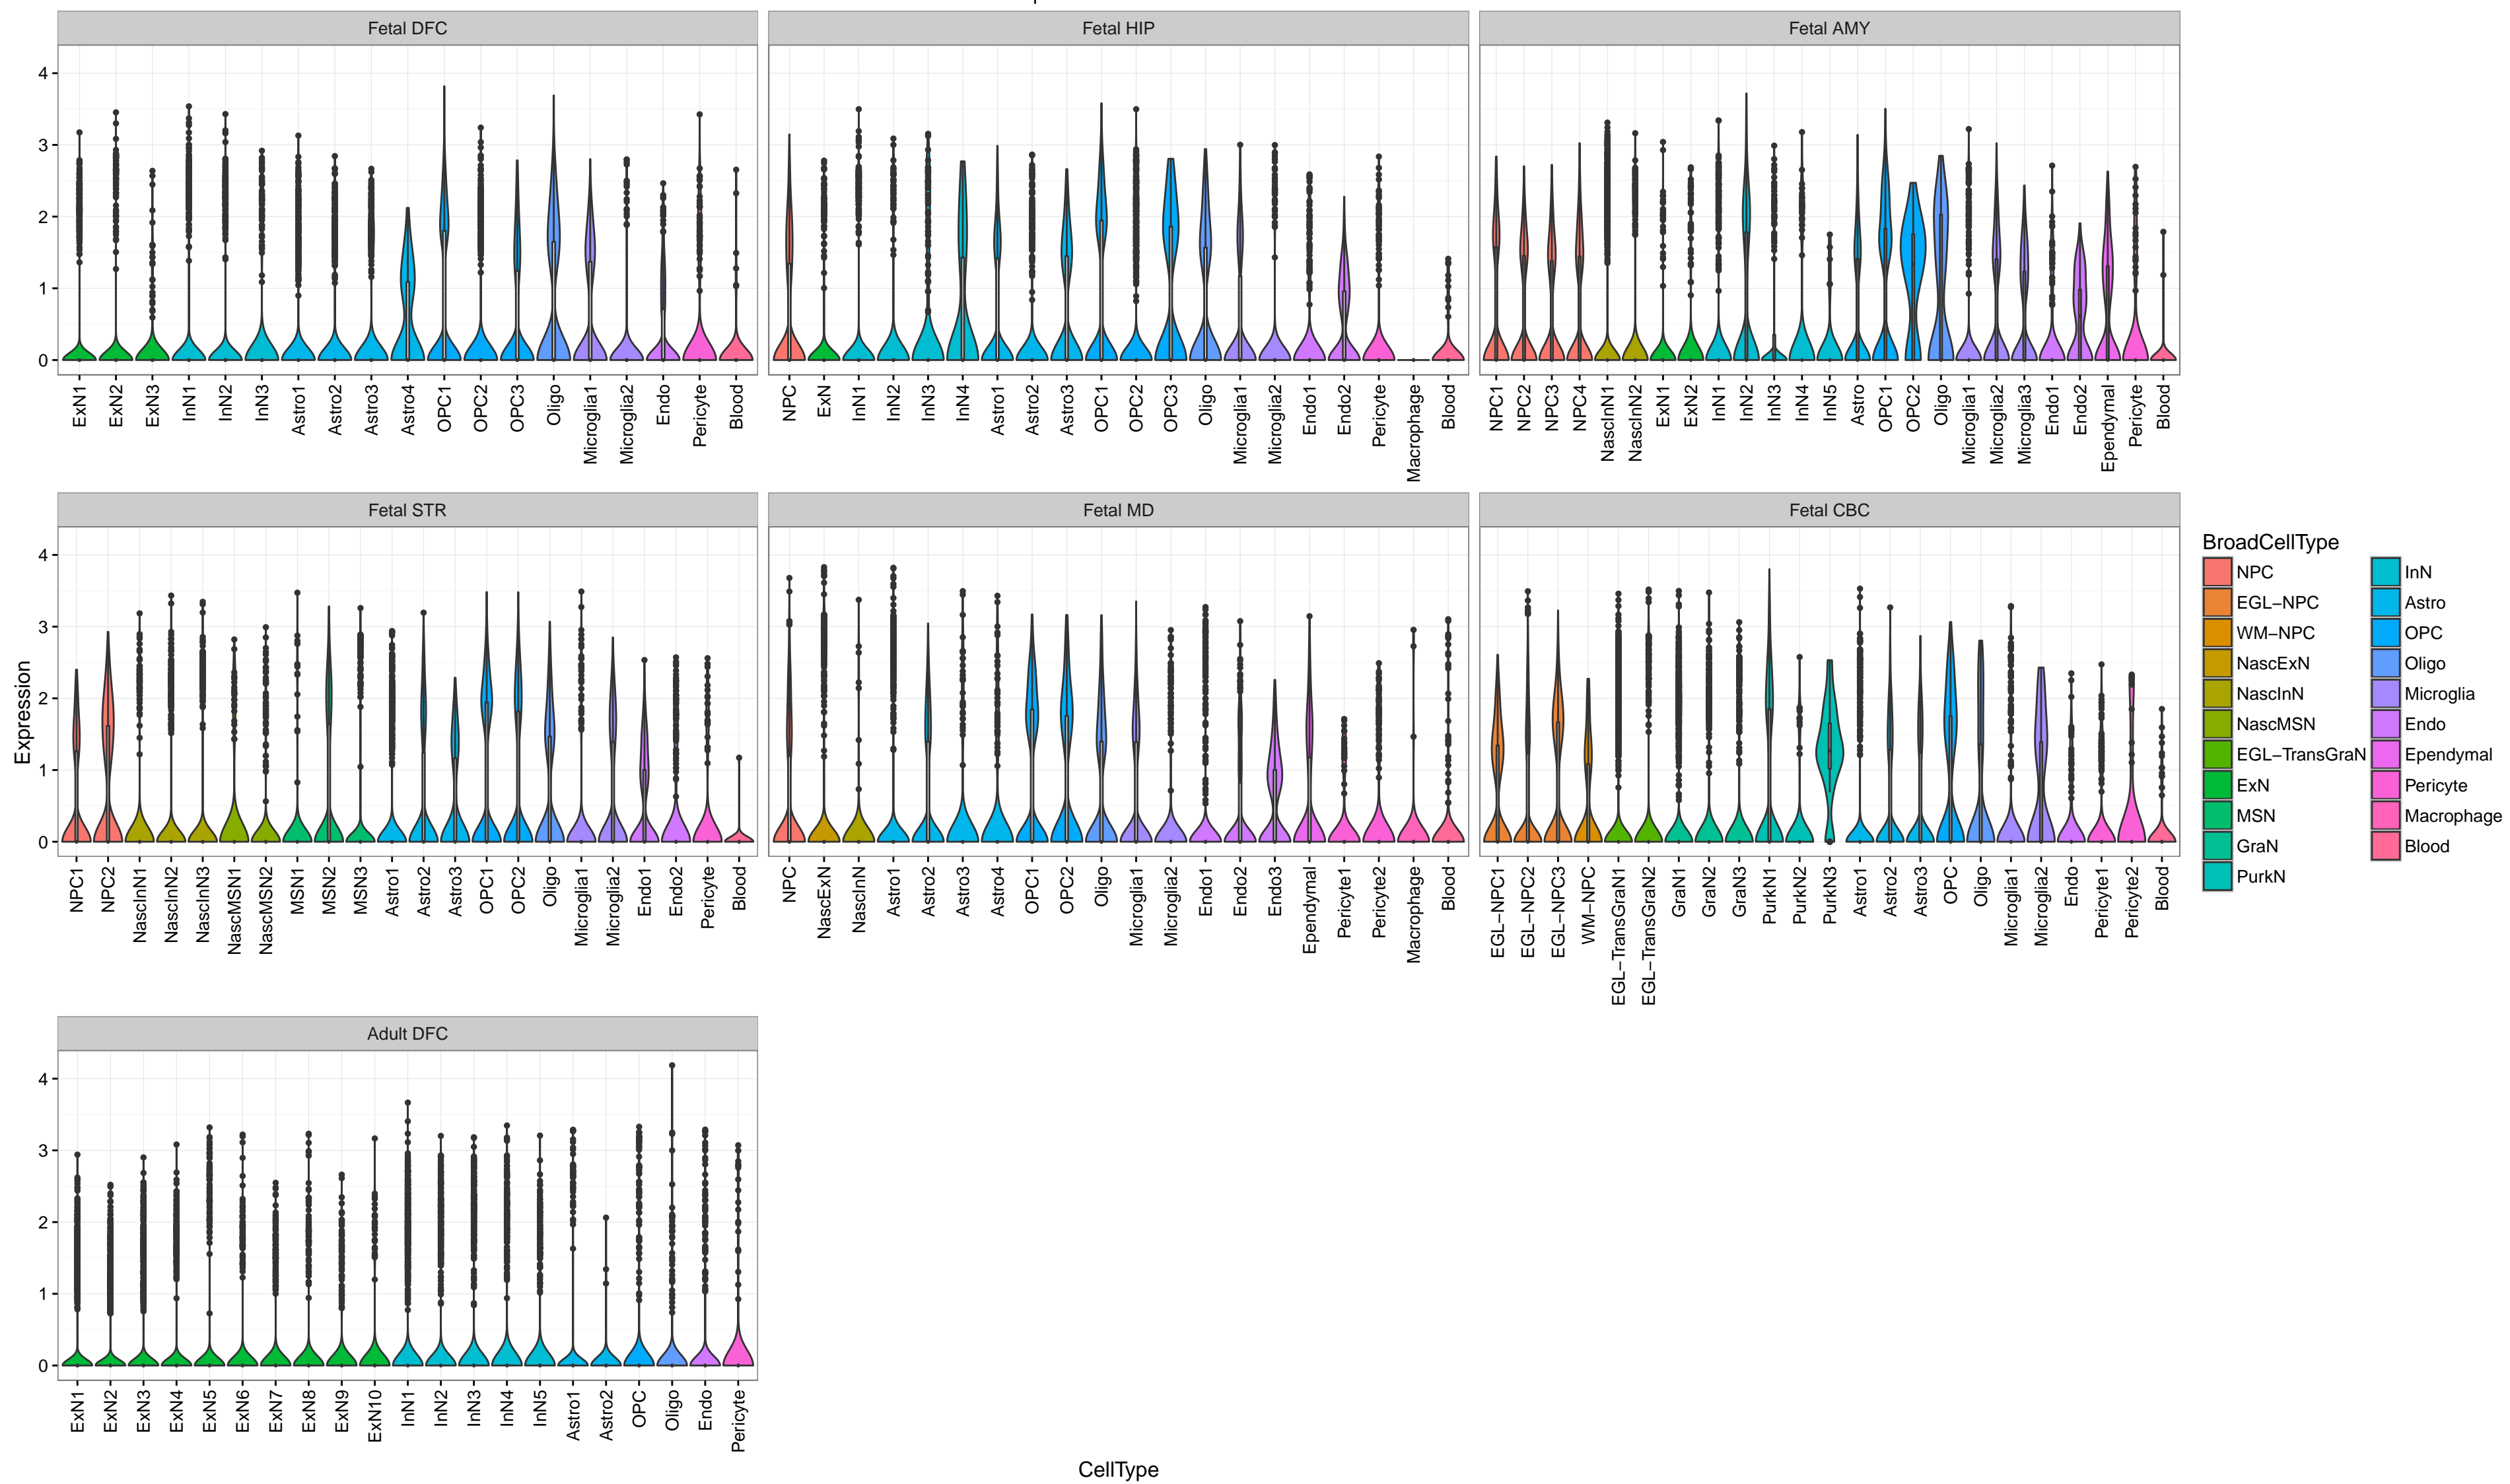 Fetal DFC Fetal HIP Fetal AMY
4
3
2
1
0
ExN1 ExN2 ExN3 InN1 InN2 InN3 Astro1 Astro2 Astro3 Astro4 OPC1 OPC2 OPC3 Oligo Microglia1 Microglia2 Endo Pericyte Blood
NPC ExN InN1 InN2 InN3 InN4 Astro1 Astro2 Astro3 OPC1 OPC2 OPC3 Oligo Microglia1 Microglia2 Endo1 Endo2 Pericyte Macrophage Blood
NPC1 NPC2 NPC3 NPC4 NascInN1 NascInN2 ExN1 ExN2 InN1 InN2 InN3 InN4 InN5 Astro OPC1 OPC2 Oligo Microglia1 Microglia2 Microglia3 Endo1 Endo2 Ependymal Pericyte Blood
Fetal STR Fetal MD Fetal CBC
4
3
2
1
0
NPC1 NPC2 NascInN1 NascInN2 NascInN3 NascMSN1 NascMSN2 MSN1 MSN2 MSN3 Astro1 Astro2 Astro3 OPC1 OPC2 Oligo Microglia1 Microglia2 Endo1 Endo2 Pericyte Blood
NPC NascExN NascInN Astro1 Astro2 Astro3 Astro4 OPC1 OPC2 Oligo Microglia1 Microglia2 Endo1 Endo2 Endo3 Ependymal Pericyte1 Pericyte2 Macrophage Blood
EGL−NPC1 EGL−NPC2 EGL−NPC3 WM−NPC EGL−TransGraN1 EGL−TransGraN2 GraN1 GraN2 GraN3 PurkN1 PurkN2 PurkN3 Astro1 Astro2 Astro3 OPC Oligo Microglia1 Microglia2 Endo Pericyte1 Pericyte2 Blood
Expression
Adult DFC
4
3
2
1
0
ExN1 ExN2 ExN3 ExN4 ExN5 ExN6 ExN7 ExN8 ExN9 ExN10 InN1 InN2 InN3 InN4 InN5 Astro1 Astro2 OPC Oligo Endo Pericyte
CellType
BroadCellType
NPC
EGL−NPC
WM−NPC
NascExN
NascInN
NascMSN
EGL−TransGraN
ExN
MSN
GraN
PurkN
InN
Astro
OPC
Oligo
Microglia
Endo
Ependymal
Pericyte
Macrophage
Blood